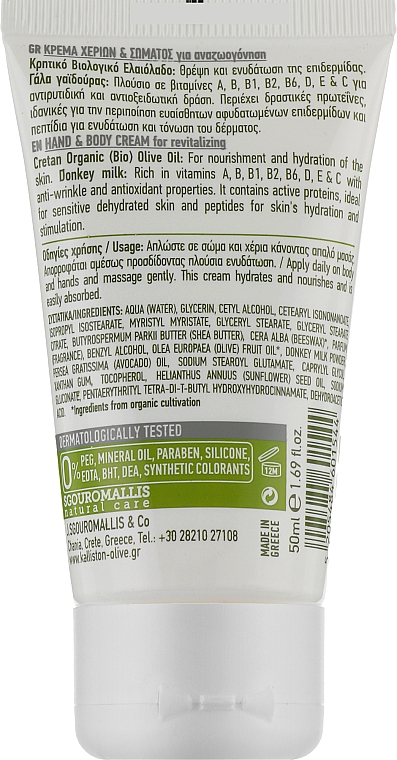 GR ΚΡΕΜΑ ΧΕΡΙΩΝ & ΣΩΜΑΤΟΣ για αναζωογόνηση
Κρητικό Βιολογικό Ελαιόλαδο: θρέψη και ενυδάτωση της επιδερμίδας.
Γάλα γαϊδούρας: Πλούσιο σε βιταμίνες A, B, B1, B2, B6, D, E & C για
αντιρυτιδική και αντιοξειδωτική δράση. Περιέχει δραστικές πρωτεΐνες,
ιδανικές για την περιποίηση ευαίσθητων αφυδατωμένων επιδερμίδων και
πεπτίδια για ενυδάτωση και τόνωση του δέρματος.
EN HAND & BODY CREAM for revitalizing
Cretan Organic (Bio) Olive Oil: For nourishment and hydration of the
skin. Donkey milk: Rich in vitamins A, B, B1, B2, B6, D, E & C with
anti-wrinkle and antioxidant properties. It contains active proteins, ideal
for sensitive dehydrated skin and peptides for skin's hydration and
stimulation.
Οδηγίες χρήσης / Usage: Απλώστε σε σώμα και χέρια κάνοντας απαλό μασάζ.
Απορροφάται αμέσως προσδίδοντας πλούσια ενυδάτωση. / Apply daily on body
and hands and massage gently. This cream hydrates and nourishes and is
easily absorbed.
ΣΥΣΤΑΤΙΚΑ/INGREDIENTS: AQUA (WATER), GLYCERIN, CETYL ALCOHOL, CETEARYL ISONONANOATE,
ISOPROPYL ISOSTEARATE, MYRISTYL MYRISTATE, GLYCERYL STEARATE, GLYCERYL STEARATE
CITRATE, BUTYROSPERMUM PARKII BUTTER (SHEA BUTTER), CERA ALBA (BEESWAX)*, PARFUM
(FRAGRANCE), BENZYL ALCOHOL, OLEA EUROPAEA (OLIVE) FRUIT OIL*, DONKEY MILK POWDER,
PERSEA GRATISSIMA (AVOCADO) OIL, SODIUM STEAROYL GLUTAMATE, CAPRYLYL GLYCOL,
XANTHAN GUM, TOCOPHEROL, HELIANTHUS ANNUUS (SUNFLOWER) SEED OIL, SODIUM
GLUCONATE, PENTAERYTHRITYL TETRA-DI-T-BUTYL HYDROXYHYDROCINNAMATE, DEHYDROACETIC
ACID. *Ingredients from organic cultivation
DERMATOLOGICALLY TESTED
0% PEG, MINERAL OIL, PARABEN, SILICONE,
EDTA, BHT, DEA, SYNTHETIC COLORANTS
12M
SGOUROMALLIS
natural care
SGOUROMALLIS & Co
Chania, Crete, Greece, Tel.: +30 28210 27108
www.kalliston-olive.gr
MADE IN
GREECE
50ml e 1.69 fl.oz.